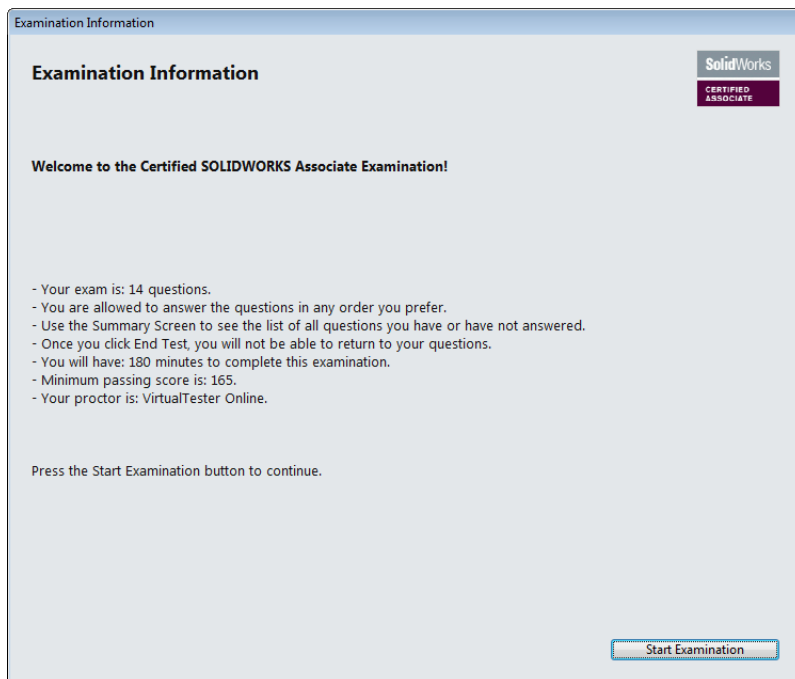 Examination Information
Examination Information
SolidWorks
CERTIFIED
ASSOCIATE
Welcome to the Certified SOLIDWORKS Associate Examination!
- Your exam is: 14 questions.
- You are allowed to answer the questions in any order you prefer.
- Use the Summary Screen to see the list of all questions you have or have not answered.
- Once you click End Test, you will not be able to return to your questions.
- You will have: 180 minutes to complete this examination.
- Minimum passing score is: 165.
- Your proctor is: VirtualTester Online.
Press the Start Examination button to continue.
Start Examination